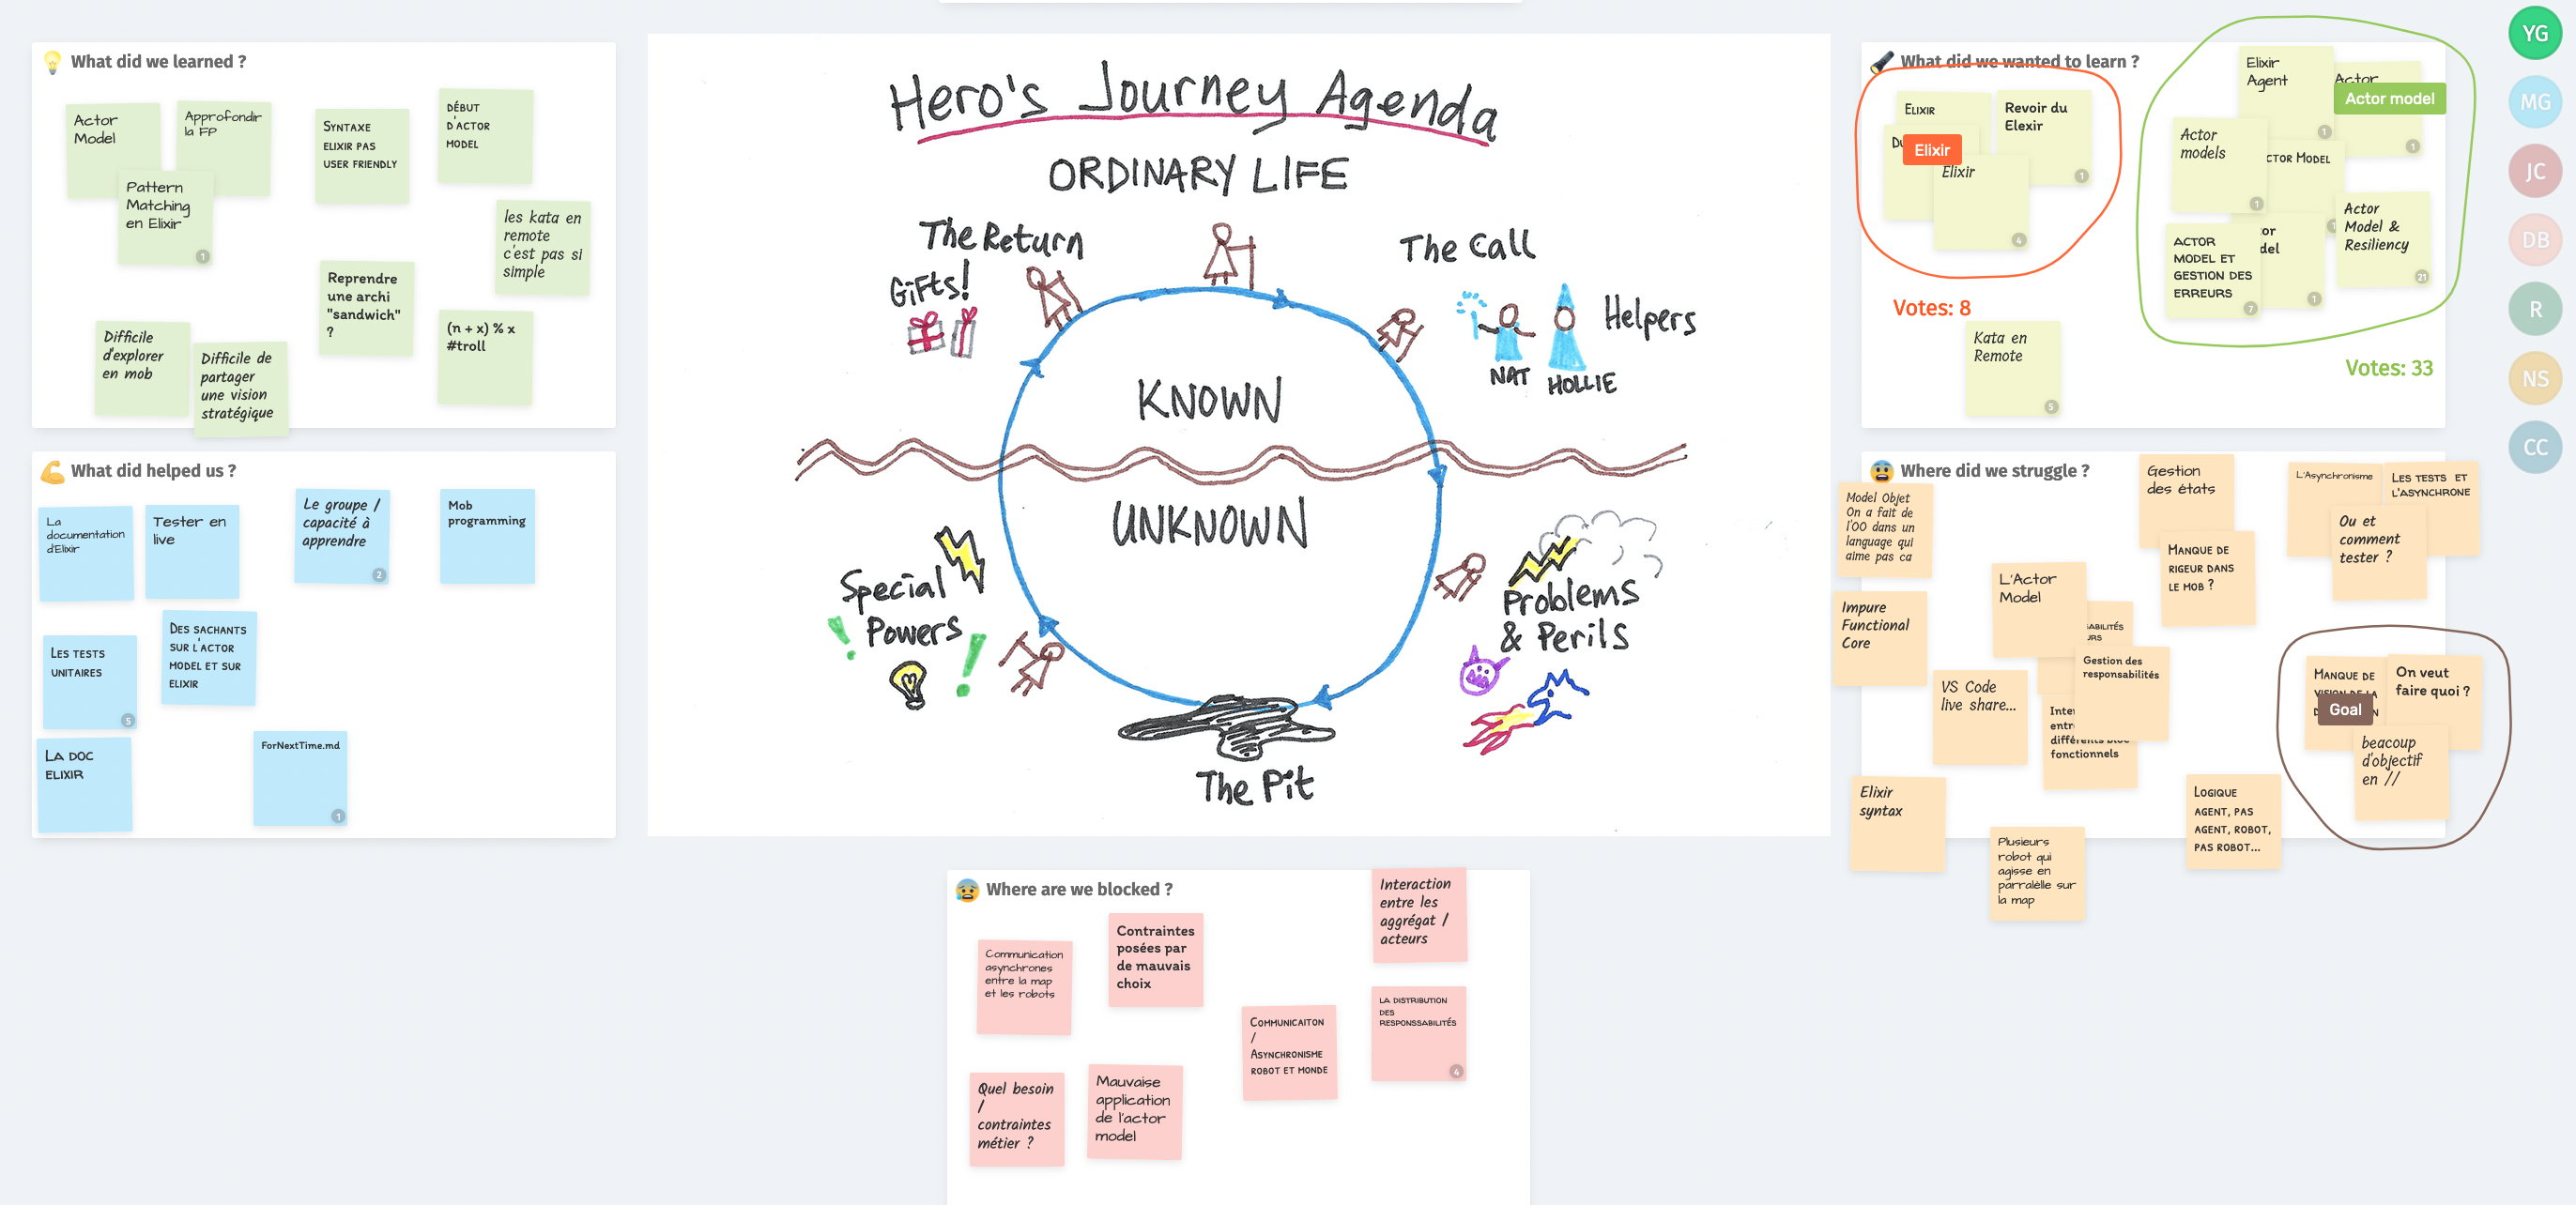 What did we learned ?
Actor
Model
Approfondir
la FP
Pattern
Matching
en Elixir
1
Syntaxe
elixir pas
user friendly
début
d'actor
model
les kata en
remote
c'est pas si
simple
Reprendre
une archi
"sandwich"
?
(n + x) % x
#troll
Difficile
d'explorer
en mob
Difficile de
partager
une vision
stratégique
What did helped us ?
La
documentation
d'Elixir
Tester en
live
Le groupe /
capacité à
apprendre
2
Mob
programming
Les tests
unitaires
5
Des sachants
sur l'actor
model et sur
elixir
La doc
elixir
ForNextTime.md
1
Hero's Journey Agenda
ORDINARY LIFE
The Return
Gifts!
The Call
Helpers
NAT
HOLLIE
KNOWN
UNKNOWN
Special
Powers
Problems
& Perils
The Pit
What did we wanted to learn ?
Elixir
Revoir du
Elexir
1
Elixir
Elixir
4
Votes: 8
Kata en
Remote
5
Elixir
Agent
1
Actor
1
Actor model
Actor
models
1
ctor Model
1
Actor
Model &
Resiliency
21
actor
model et
gestion des
erreurs
7
or
del
1
Votes: 33
Where did we struggle ?
Model Objet
On a fait de
l'OO dans un
language qui
aime pas ca
Gestion
des états
L'Asynchronisme
Les tests et
l'asynchrone
Ou et
comment
tester ?
Manque de
rigeur dans
le mob ?
L'Actor
Model
Impure
Functional
Core
Gestion des
responsabilités
VS Code
live share...
Inter
entr
différents bloc
fonctionnels
Manque de
vision de la
Goal
On veut
faire quoi ?
beacoup
d'objectif
en //
Elixir
syntax
Plusieurs
robot qui
agisse en
parralèlle sur
la map
Logique
agent, pas
agent, robot,
pas robot...
Where are we blocked ?
Communication
asynchrones
entre la map
et les robots
Contraintes
posées par
de mauvais
choix
Interaction
entre les
aggrégat /
acteurs
Communicaiton
/
Asynchronisme
robot et monde
la distribution
des
responssabilités
4
Quel besoin
/
contraintes
métier ?
Mauvaise
application
de l'actor
model
YG
MG
JC
DB
R
NS
CC